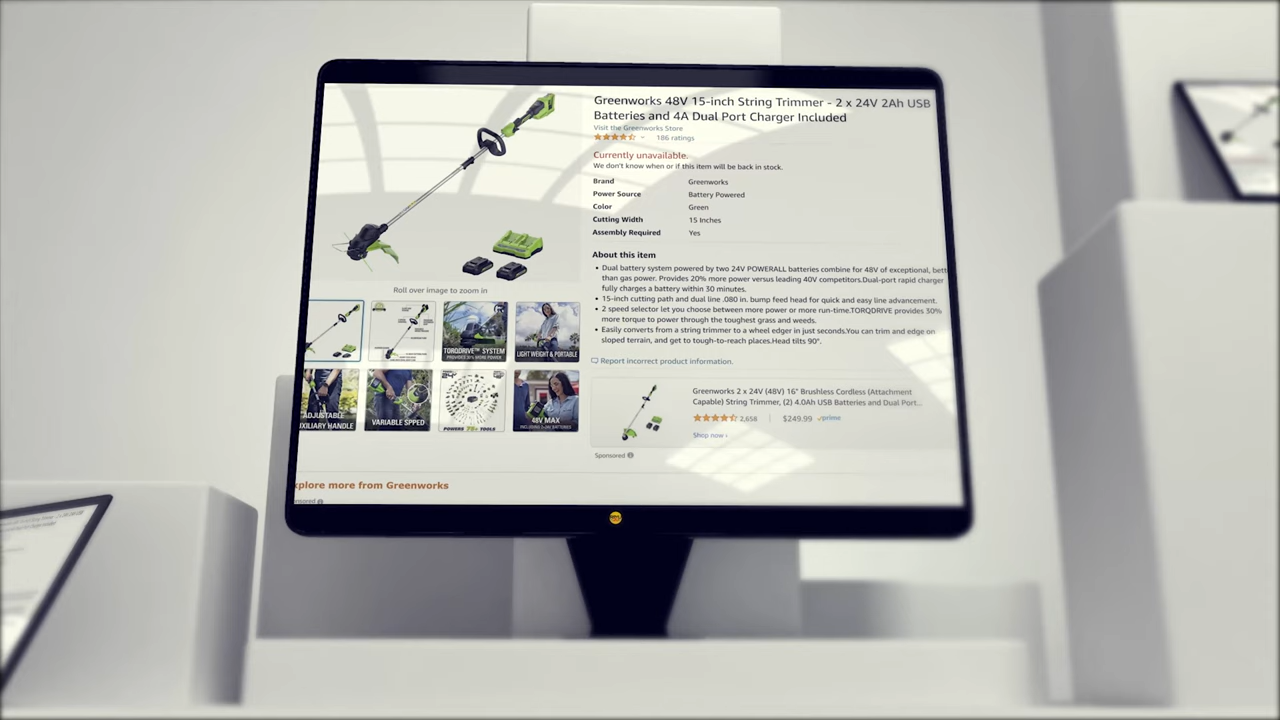 Greenworks 48V 15-inch String Trimmer - 2 x 24V 2Ah USB
Batteries and 4A Dual Port Charger Included
Visit the Greenworks Store
186 ratings
Currently unavailable.
We don't know when or if this item will be back in stock.
Brand Greenworks
Power Source Battery Powered
Color Green
Cutting Width 15 Inches
Assembly Required Yes
About this item
• Dual battery system powered by two 24V POWERALL batteries combine for 48V of exceptional, bett
than gas power. Provides 20% more power versus leading 40V competitors.Dual-port rapid charger
fully charges a battery within 30 minutes.
• 15-inch cutting path and dual line .080 in. bump feed head for quick and easy line advancement.
• 2 speed selector let you choose between more power or more run-time.TORQDRIVE provides 30%
more torque to power through the toughest grass and weeds.
• Easily converts from a string trimmer to a wheel edger in just seconds.You can trim and edge on
sloped terrain, and get to tough-to-reach places.Head tilts 90°.
Report incorrect product information.
Roll over image to zoom in
TORQDRIVE™ SYSTEM
PROVIDES 30% MORE POWER
LIGHT WEIGHT & PORTABLE
ADJUSTABLE
UXILIARY HANDLE
VARIABLE SPPED
POWERS 75+ TOOLS
48V MAX
Greenworks 2 x 24V (48V) 16" Brushless Cordless (Attachment
Capable) String Trimmer, (2) 4.0Ah USB Batteries and Dual Port...
2,658 $249.99 prime
Shop now ›
Sponsored
xplore more from Greenworks